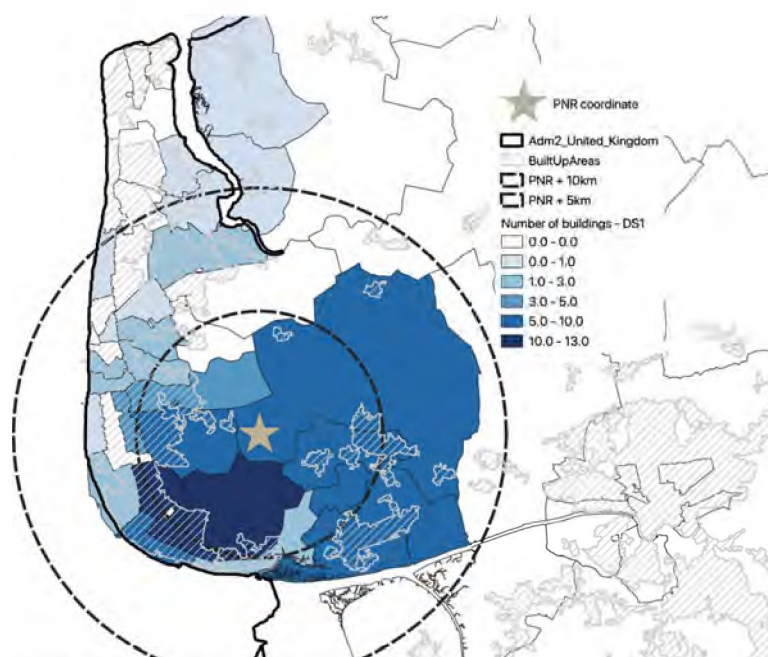 PNR coordinate
Adm2_United_Kingdom
BuiltUpAreas
PNR + 10km
PNR + 5km
Number of buildings - DS1
0.0 - 0.0
0.0 - 1.0
1.0 - 3.0
3.0 - 5.0
5.0 - 10.0
10.0 - 13.0